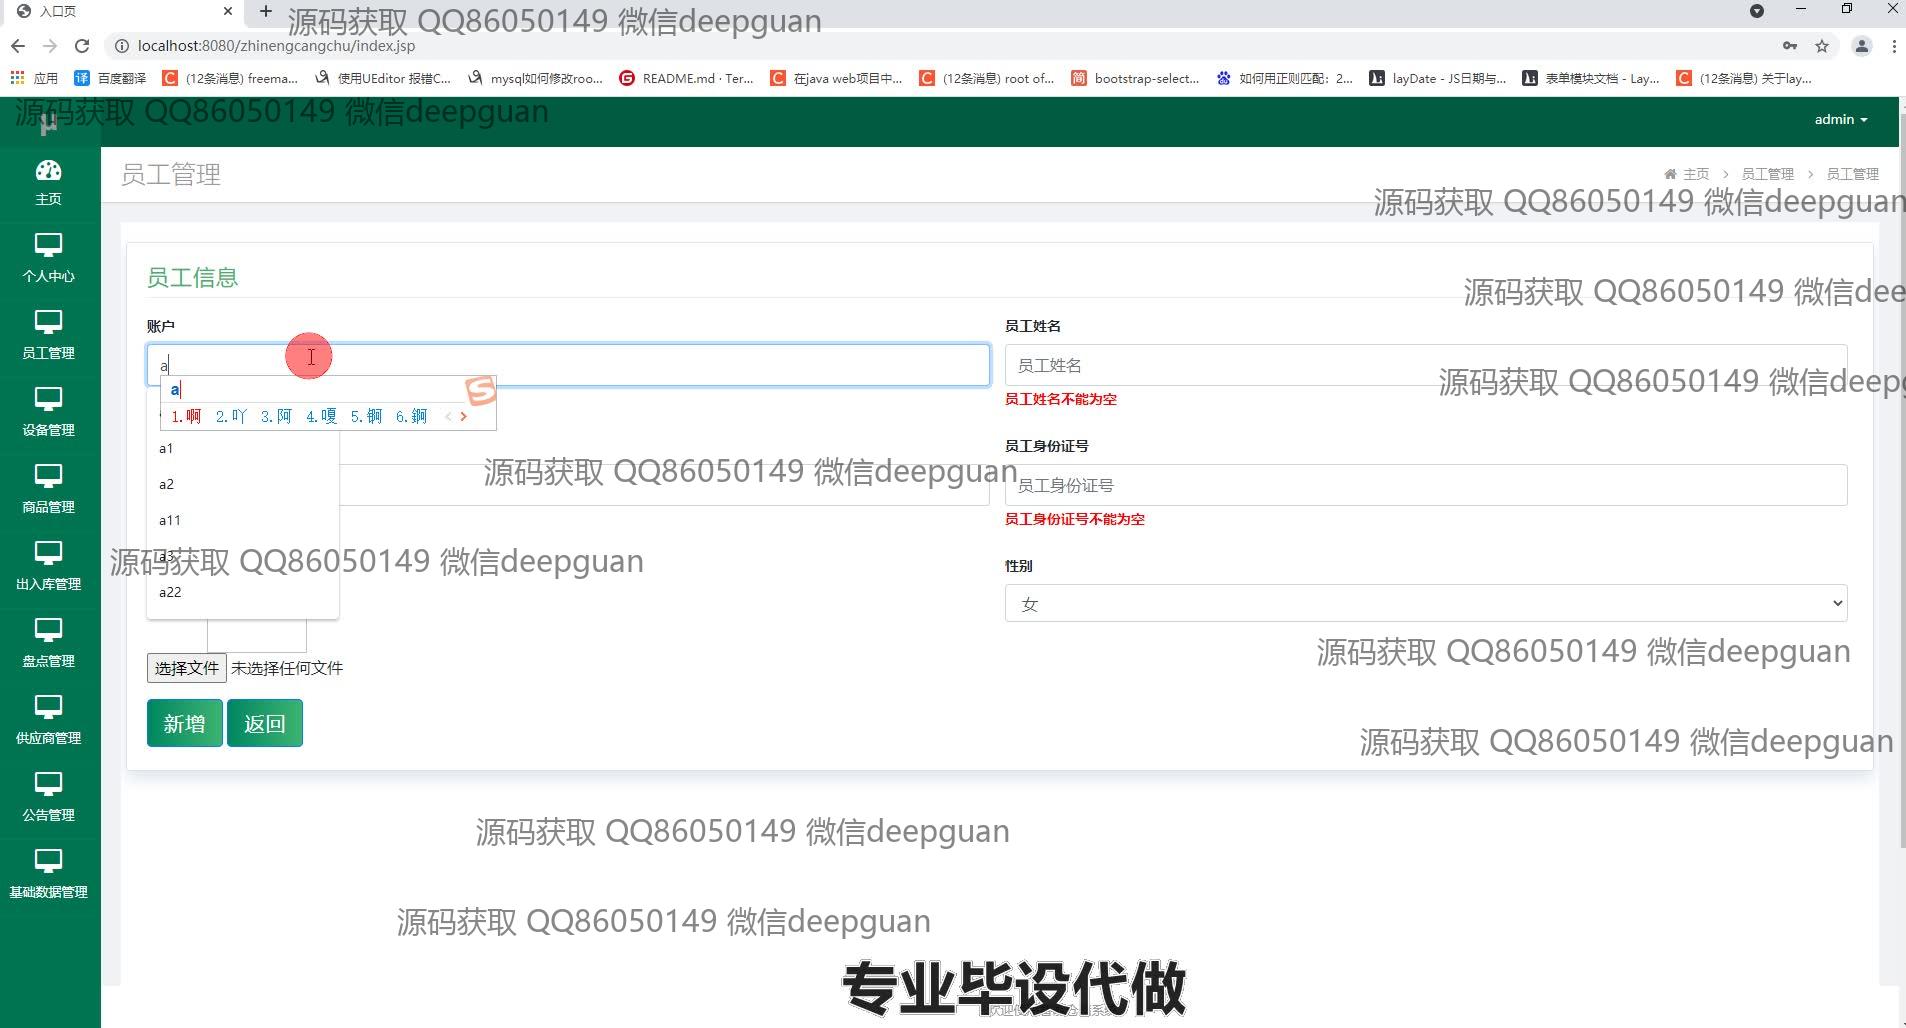 入口页
源码获取 QQ86050149 微信deepguan
localhost:8080/zhinengcangchu/index.jsp
应用 百度翻译 (12条消息) freema... 使用UEditor 报错C... mysql如何修改roo... README.md · Ter... 在java web项目中... (12条消息) root of... bootstrap-select... 如何用正则匹配：2... layDate - JS日期与... 表单模块文档 - Lay... (12条消息) 关于lay...
源码获取 QQ86050149 微信deepguan
μ
admin
主页
个人中心
员工管理
设备管理
商品管理
出入库管理
盘点管理
供应商管理
公告管理
基础数据管理
员工管理
主页 > 员工管理 > 员工管理
源码获取 QQ86050149 微信deepguan
员工信息
源码获取 QQ86050149 微信dee
账户
员工姓名
a
员工姓名
源码获取 QQ86050149 微信deep
a
S
员工姓名不能为空
1.啊 2.吖 3.阿 4.嗄 5.锕 6.錒 < >
a1
员工身份证号
源码获取 QQ86050149 微信deepguan
a2
员工身份证号
a11
员工身份证号不能为空
a3
源码获取 QQ86050149 微信deepguan
性别
a22
女
源码获取 QQ86050149 微信deepguan
选择文件 未选择任何文件
新增 返回
源码获取 QQ86050149 微信deepguan
源码获取 QQ86050149 微信deepguan
源码获取 QQ86050149 微信deepguan
专业毕设代做